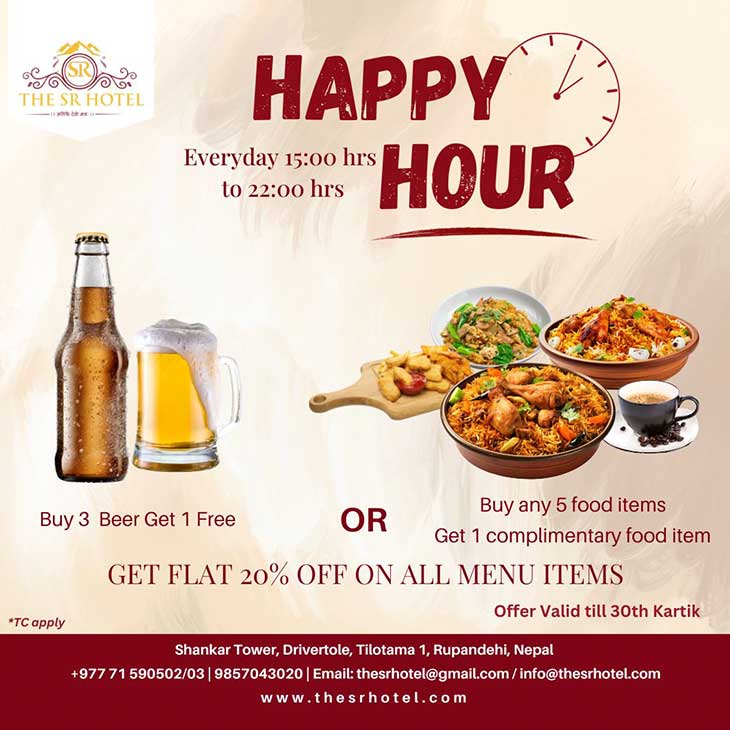 SR
THE SR HOTEL
।। अतिथि देवो भवः ।।
HAPPY
HOUR
Everyday 15:00 hrs
to 22:00 hrs
Buy 3 Beer Get 1 Free
OR
Buy any 5 food items
Get 1 complimentary food item
GET FLAT 20% OFF ON ALL MENU ITEMS
Offer Valid till 30th Kartik
*TC apply
Shankar Tower, Drivertole, Tilotama 1, Rupandehi, Nepal
+977 71 590502/03 | 9857043020 | Email: thesrhotel@gmail.com / info@thesrhotel.com
www.thesrhotel.com